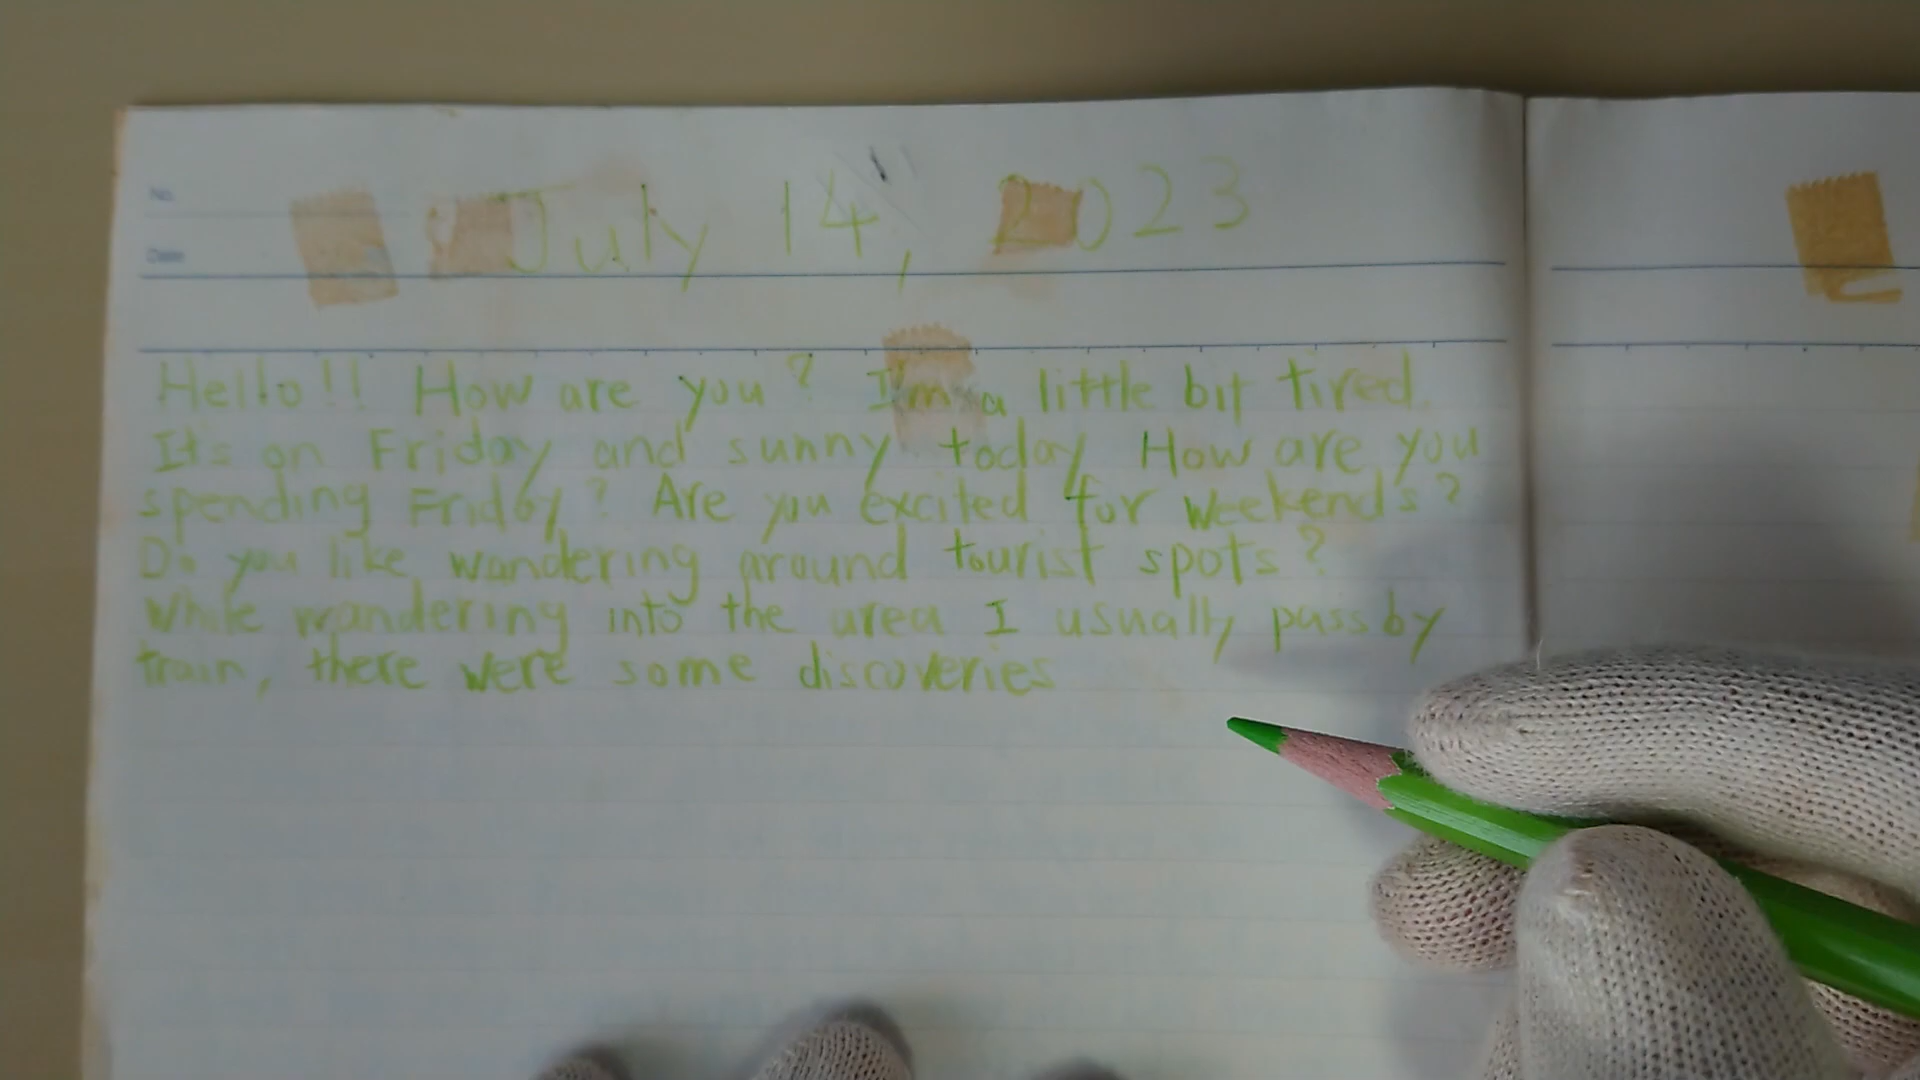 No.
July 14, 2023
Date
Hello!! How are you? I'm a little bit tired.
It's on Friday and sunny today How are you
spending Friday? Are you excited for weekends?
Do you like wandering around tourist spots?
While wandering into the area I usually pass by
train, there were some discoveries